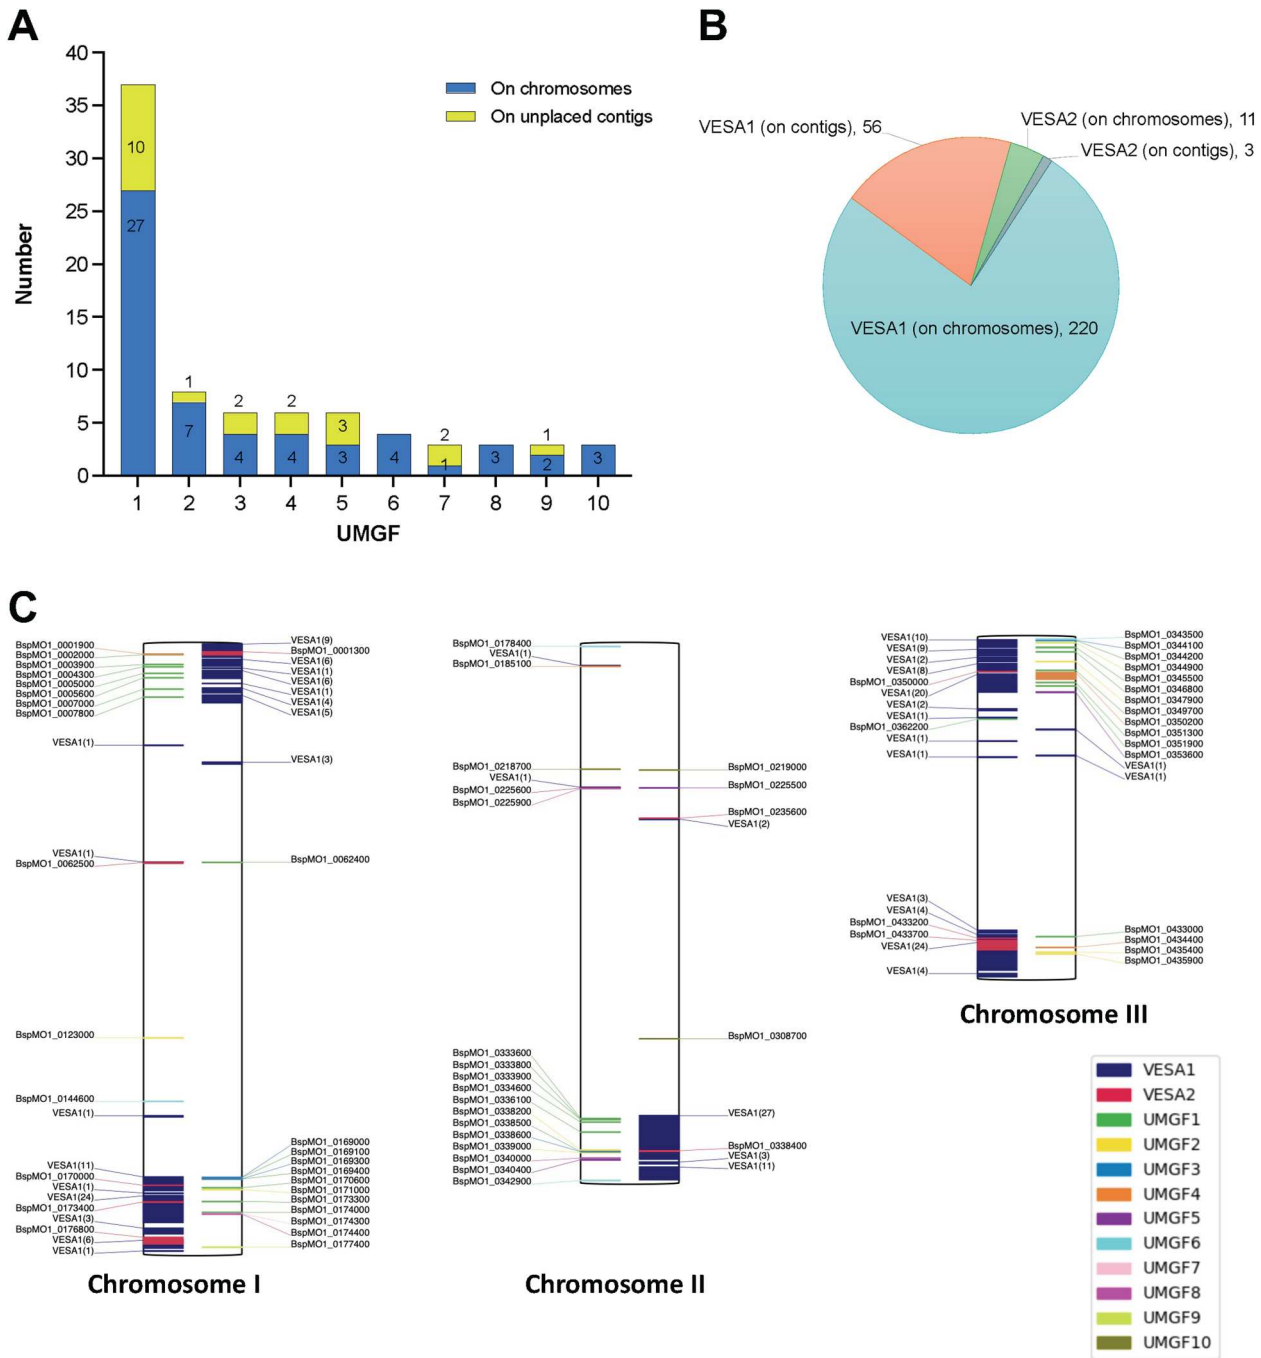 A
40
35
30
25
20
15
10
5
0
Number
On chromosomes
On unplaced contigs
10
27
1
7
2
4
2
4
3
3
4
2
1
3
1
2
3
1 2 3 4 5 6 7 8 9 10
UMGF
B
VESA1 (on contigs), 56
VESA2 (on chromosomes), 11
VESA2 (on contigs), 3
VESA1 (on chromosomes), 220
C
BspMO1_0001900
BspMO1_0002000
BspMO1_0003900
BspMO1_0004300
BspMO1_0005000
BspMO1_0005600
BspMO1_0007000
BspMO1_0007800
VESA1(1)
VESA1(1)
BspMO1_0062500
BspMO1_0123000
BspMO1_0144600
VESA1(1)
VESA1(11)
BspMO1_0170000
VESA1(1)
VESA1(24)
BspMO1_0173400
VESA1(3)
BspMO1_0176800
VESA1(6)
VESA1(1)
VESA1(9)
BspMO1_0001300
VESA1(6)
VESA1(1)
VESA1(6)
VESA1(1)
VESA1(4)
VESA1(5)
VESA1(3)
BspMO1_0062400
BspMO1_0169000
BspMO1_0169100
BspMO1_0169300
BspMO1_0169400
BspMO1_0170600
BspMO1_0171000
BspMO1_0173300
BspMO1_0174000
BspMO1_0174300
BspMO1_0174400
BspMO1_0177400
Chromosome I
BspMO1_0178400
VESA1(1)
BspMO1_0185100
BspMO1_0218700
VESA1(1)
BspMO1_0225600
BspMO1_0225900
BspMO1_0333600
BspMO1_0333800
BspMO1_0333900
BspMO1_0334600
BspMO1_0336100
BspMO1_0338200
BspMO1_0338500
BspMO1_0338600
BspMO1_0339000
BspMO1_0340000
BspMO1_0340400
BspMO1_0342900
BspMO1_0219000
BspMO1_0225500
BspMO1_0235600
VESA1(2)
BspMO1_0308700
VESA1(27)
BspMO1_0338400
VESA1(3)
VESA1(11)
Chromosome II
VESA1(10)
VESA1(9)
VESA1(2)
VESA1(8)
BspMO1_0350000
VESA1(20)
VESA1(2)
VESA1(1)
BspMO1_0362200
VESA1(1)
VESA1(1)
VESA1(3)
VESA1(4)
BspMO1_0433200
BspMO1_0433700
VESA1(24)
VESA1(4)
BspMO1_0343500
BspMO1_0344100
BspMO1_0344200
BspMO1_0344900
BspMO1_0345500
BspMO1_0346800
BspMO1_0347900
BspMO1_0349700
BspMO1_0350200
BspMO1_0351300
BspMO1_0351900
BspMO1_0353600
VESA1(1)
VESA1(1)
BspMO1_0433000
BspMO1_0434400
BspMO1_0435400
BspMO1_0435900
Chromosome III
VESA1
VESA2
UMGF1
UMGF2
UMGF3
UMGF4
UMGF5
UMGF6
UMGF7
UMGF8
UMGF9
UMGF10